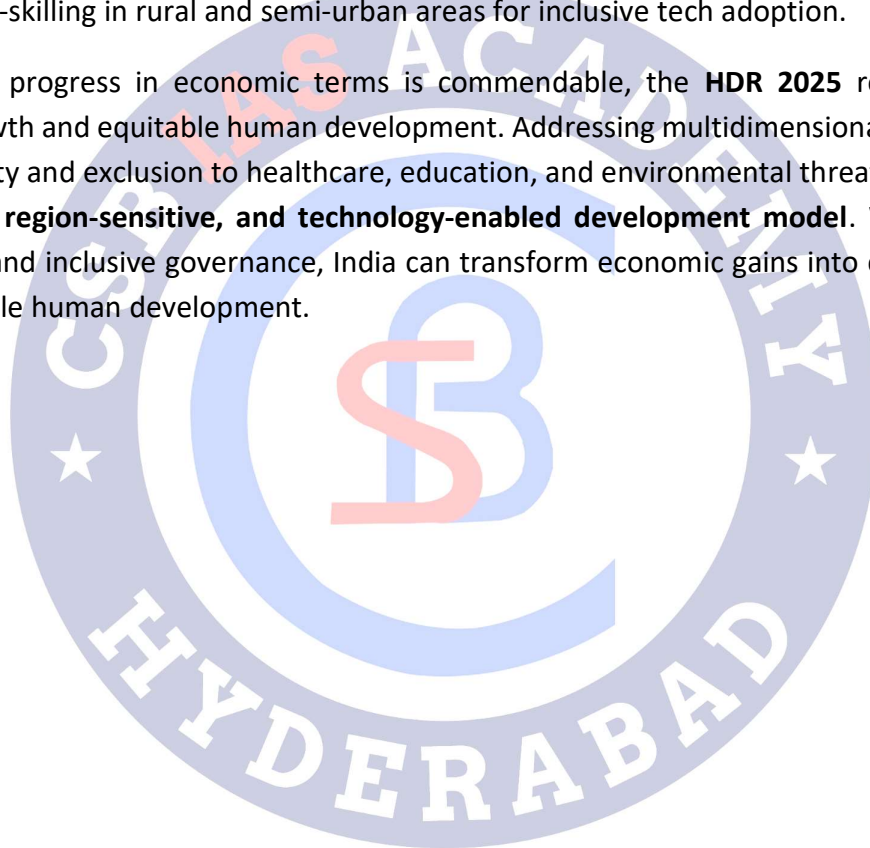 -skilling in rural and semi-urban areas for inclusive tech adoption.
progress in economic terms is commendable, the HDR 2025 re
wth and equitable human development. Addressing multidimensiona
ty and exclusion to healthcare, education, and environmental threat
region-sensitive, and technology-enabled development model.
and inclusive governance, India can transform economic gains into
le human development.
CSB IAS ACADEMY
CSB
HYDERABAD